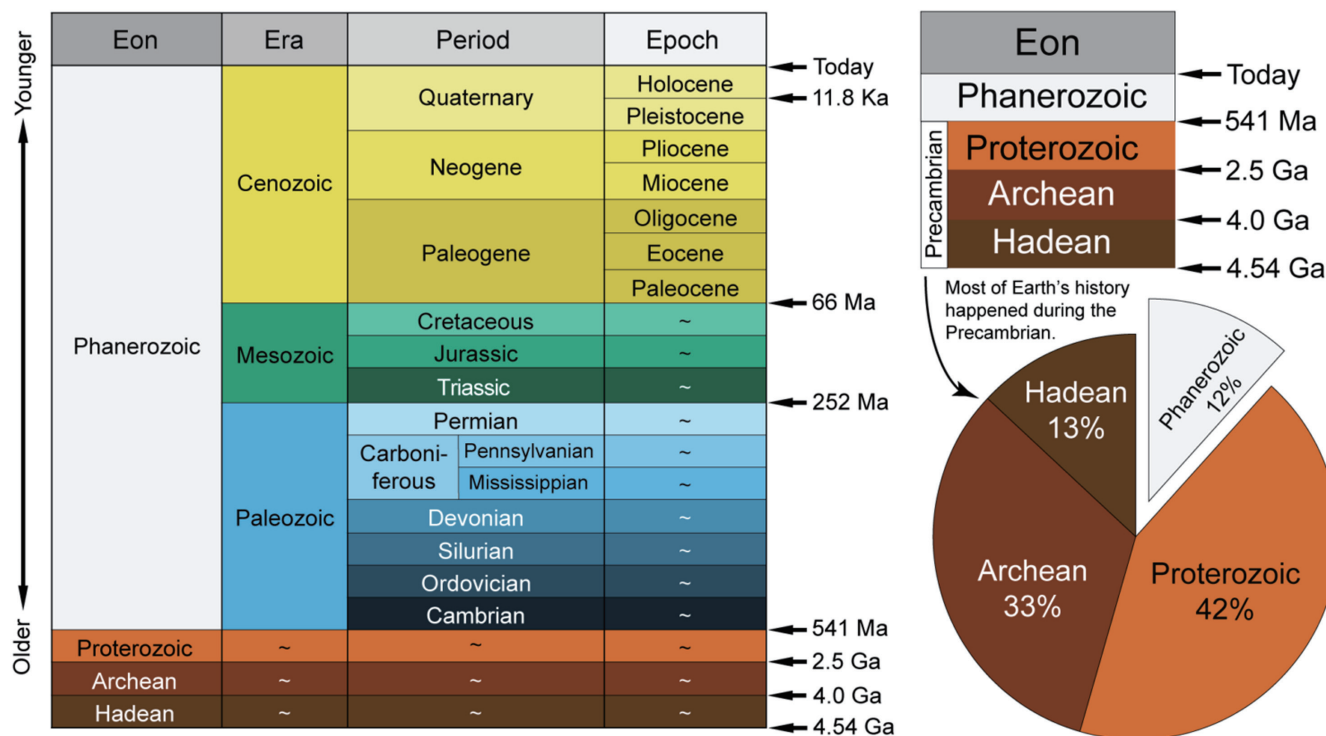 Eon Era Period Epoch
Younger
Older
Today
Holocene
Quaternary
11.8 Ka
Pleistocene
Pliocene
Neogene
Miocene
Cenozoic
Oligocene
Paleogene
Eocene
Paleocene
66 Ma
Phanerozoic
Mesozoic
Cretaceous ~
Jurassic ~
Triassic ~
252 Ma
Paleozoic
Permian ~
Carboni-
ferous
Pennsylvanian ~
Mississippian ~
Devonian ~
Silurian ~
Ordovician ~
Cambrian ~
541 Ma
Proterozoic ~ ~ ~
2.5 Ga
Archean ~ ~ ~
4.0 Ga
Hadean ~ ~ ~
4.54 Ga
Eon
Today
Phanerozoic
541 Ma
Precambrian
Proterozoic
2.5 Ga
Archean
4.0 Ga
Hadean
4.54 Ga
Most of Earth's history
happened during the
Precambrian.
Phanerozoic
12%
Hadean
13%
Archean
33%
Proterozoic
42%